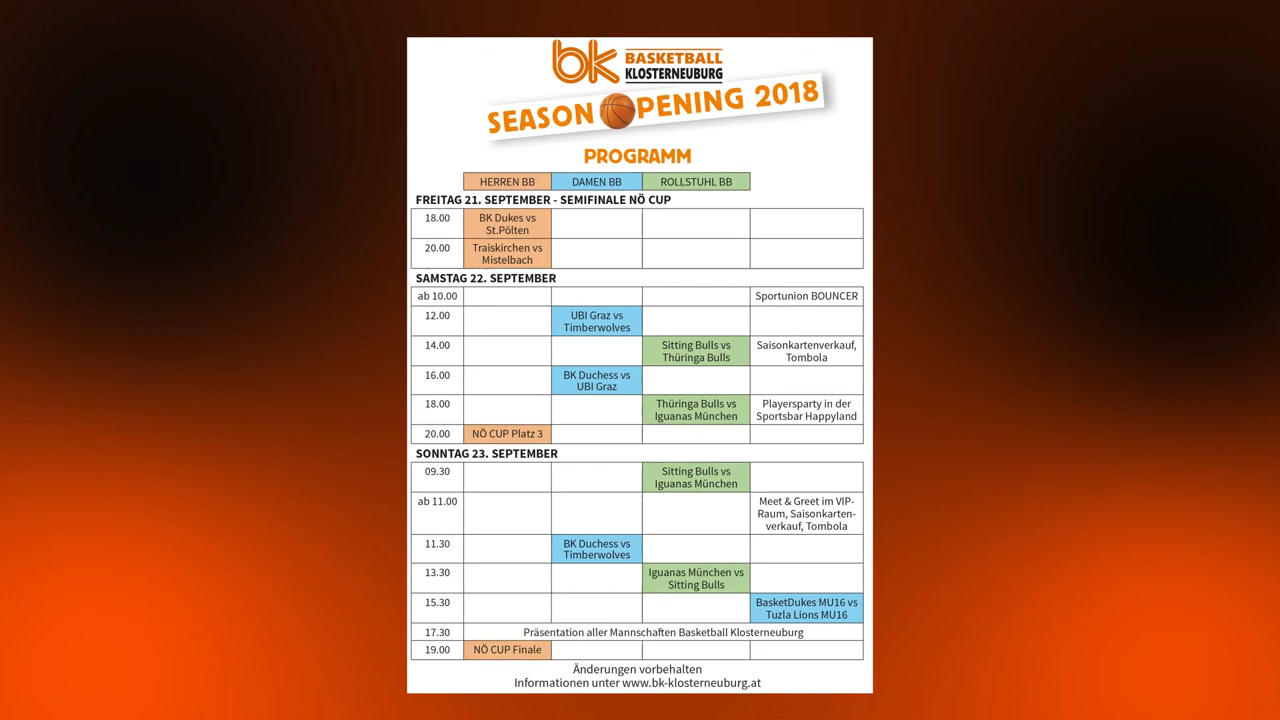 bk BASKETBALL
KLOSTERNEUBURG
SEASON OPENING 2018
PROGRAMM
HERREN BB DAMEN BB ROLLSTUHL BB
FREITAG 21. SEPTEMBER - SEMIFINALE NÖ CUP
18.00 BK Dukes vs
St.Pölten
20.00 Traiskirchen vs
Mistelbach
SAMSTAG 22. SEPTEMBER
ab 10.00 Sportunion BOUNCER
12.00 UBI Graz vs
Timberwolves
14.00 Sitting Bulls vs Saisonkartenverkauf,
Thüringa Bulls Tombola
16.00 BK Duchess vs
UBI Graz
18.00 Thüringa Bulls vs Playersparty in der
Iguanas München Sportsbar Happyland
20.00 NÖ CUP Platz 3
SONNTAG 23. SEPTEMBER
09.30 Sitting Bulls vs
Iguanas München
ab 11.00 Meet & Greet im VIP-
Raum, Saisonkarten-
verkauf, Tombola
11.30 BK Duchess vs
Timberwolves
13.30 Iguanas München vs
Sitting Bulls
15.30 BasketDukes MU16 vs
Tuzla Lions MU16
17.30 Präsentation aller Mannschaften Basketball Klosterneuburg
19.00 NÖ CUP Finale
Änderungen vorbehalten
Informationen unter www.bk-klosterneuburg.at